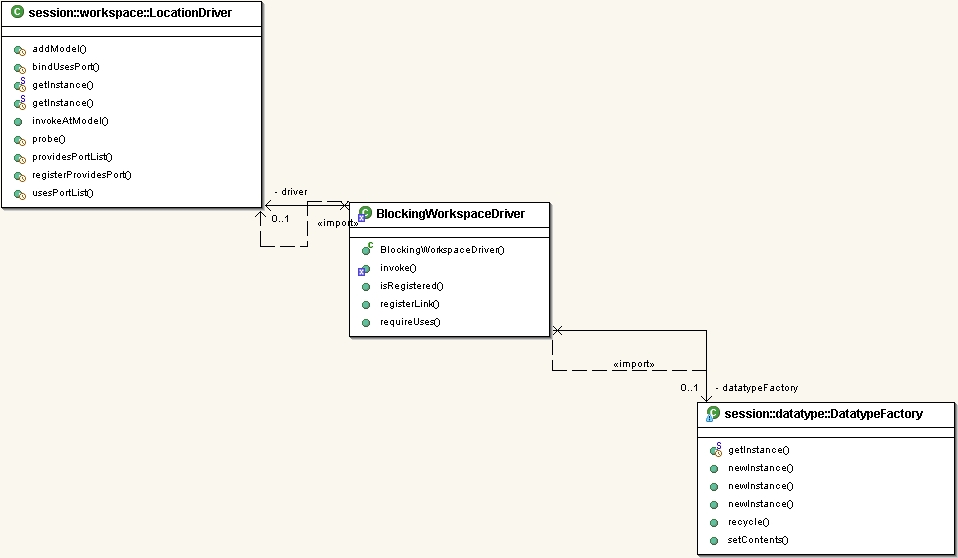 session::workspace::LocationDriver
addModel()
bindUsesPort()
getInstance()
getInstance()
invokeAtModel()
probe()
providesPortList()
registerProvidesPort()
usesPortList()
- driver
0..1
«import»
BlockingWorkspaceDriver
BlockingWorkspaceDriver()
invoke()
isRegistered()
registerLink()
requireUses()
«import»
0..1 - datatypeFactory
session::datatype::DatatypeFactory
getInstance()
newInstance()
newInstance()
newInstance()
recycle()
setContents()